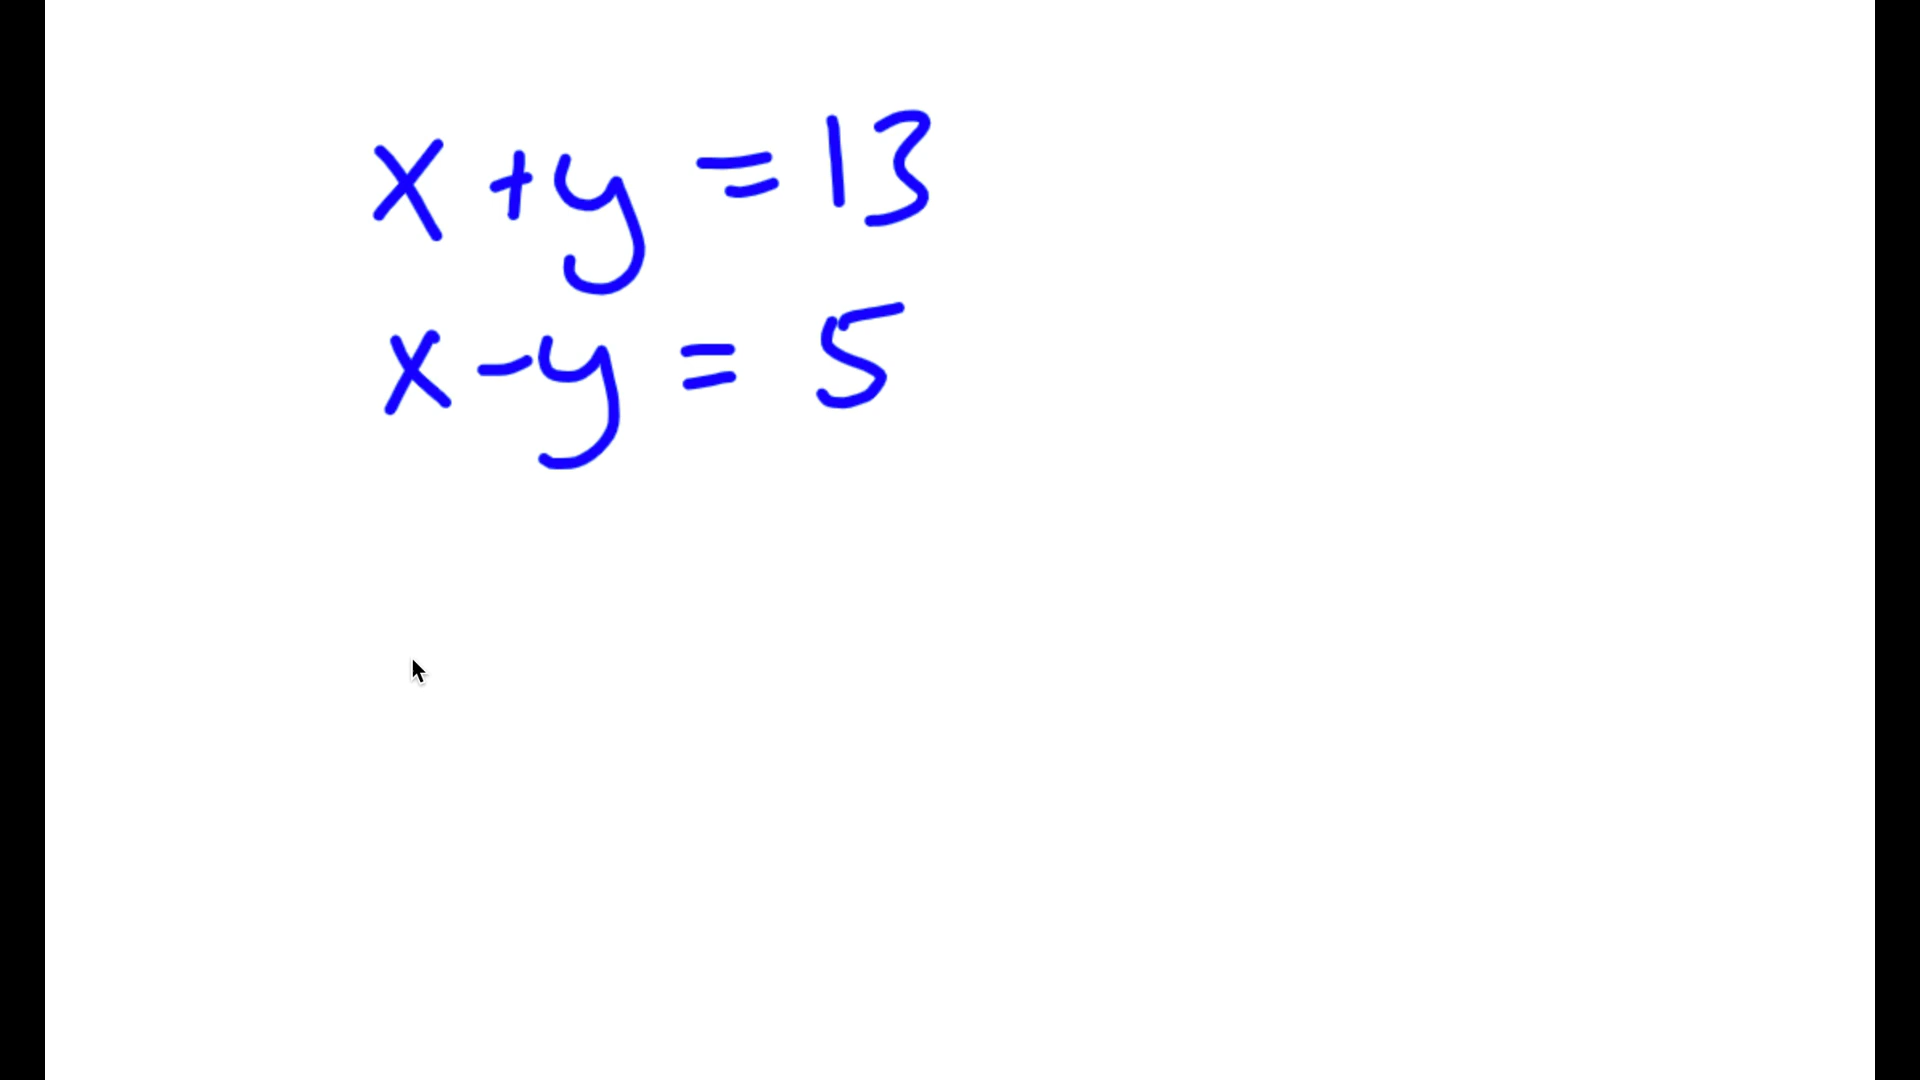 x + y = 13
x - y = 5